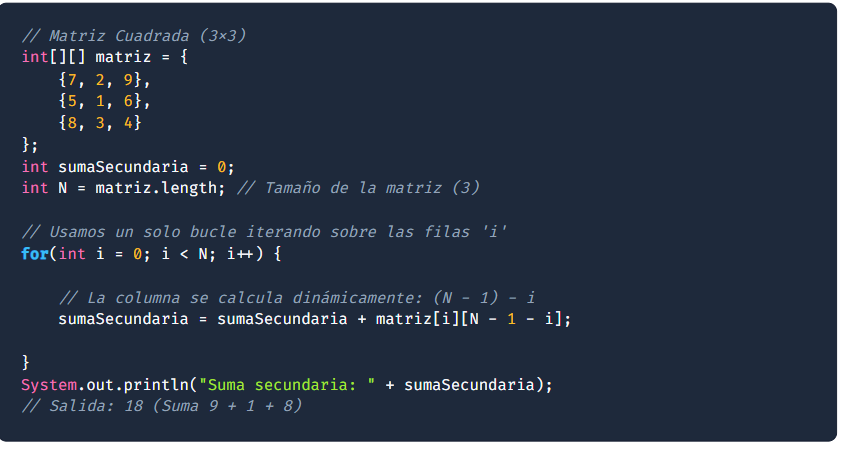 // Matriz Cuadrada (3×3)
int[][] matriz = {
    {7, 2, 9},
    {5, 1, 6},
    {8, 3, 4}
};
int sumaSecundaria = 0;
int N = matriz.length; // Tamaño de la matriz (3)
// Usamos un solo bucle iterando sobre las filas 'i'
for(int i = 0; i < N; i++) {
    // La columna se calcula dinámicamente: (N - 1) - i
    sumaSecundaria = sumaSecundaria + matriz[i][N - 1 - i];
}
System.out.println("Suma secundaria: " + sumaSecundaria);
// Salida: 18 (Suma 9 + 1 + 8)